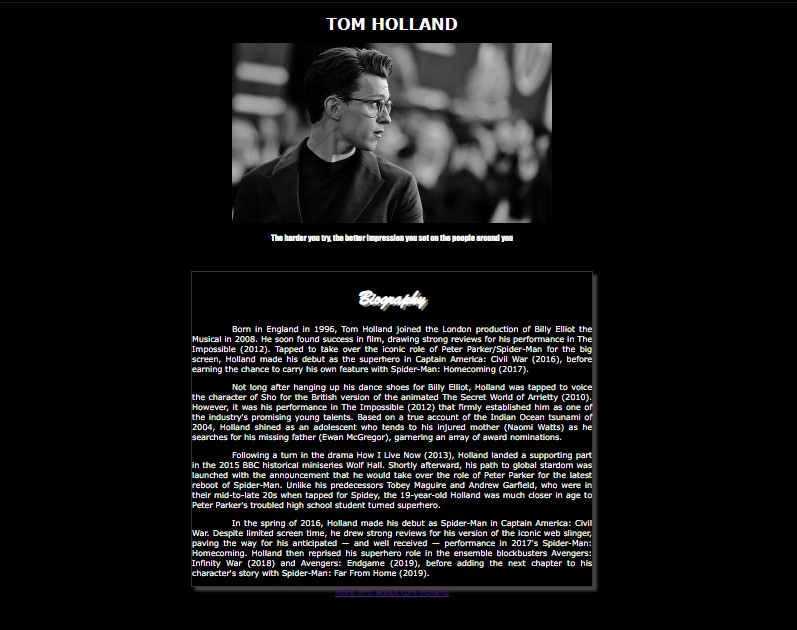 TOM HOLLAND
The harder you try, the better impression you set on the people around you
Biography
Born in England in 1996, Tom Holland joined the London production of Billy Elliot the
Musical in 2008. He soon found success in film, drawing strong reviews for his performance in The
Impossible (2012). Tapped to take over the iconic role of Peter Parker/Spider-Man for the big
screen, Holland made his debut as the superhero in Captain America: Civil War (2016), before
earning the chance to carry his own feature with Spider-Man: Homecoming (2017).
Not long after hanging up his dance shoes for Billy Elliot, Holland was tapped to voice
the character of Sho for the British version of the animated The Secret World of Arrietty (2010).
However, it was his performance in The Impossible (2012) that firmly established him as one of
the industry's promising young talents. Based on a true account of the Indian Ocean tsunami of
2004, Holland shined as an adolescent who tends to his injured mother (Naomi Watts) as he
searches for his missing father (Ewan McGregor), garnering an array of award nominations.
Following a turn in the drama How I Live Now (2013), Holland landed a supporting part
in the 2015 BBC historical miniseries Wolf Hall. Shortly afterward, his path to global stardom was
launched with the announcement that he would take over the role of Peter Parker for the latest
reboot of Spider-Man. Unlike his predecessors Tobey Maguire and Andrew Garfield, who were in
their mid-to-late 20s when tapped for Spidey, the 19-year-old Holland was much closer in age to
Peter Parker's troubled high school student turned superhero.
In the spring of 2016, Holland made his debut as Spider-Man in Captain America: Civil
War. Despite limited screen time, he drew strong reviews for his version of the iconic web slinger,
paving the way for his anticipated — and well received — performance in 2017's Spider-Man:
Homecoming. Holland then reprised his superhero role in the ensemble blockbusters Avengers:
Infinity War (2018) and Avengers: Endgame (2019), before adding the next chapter to his
character's story with Spider-Man: Far From Home (2019).
More info about tom holland